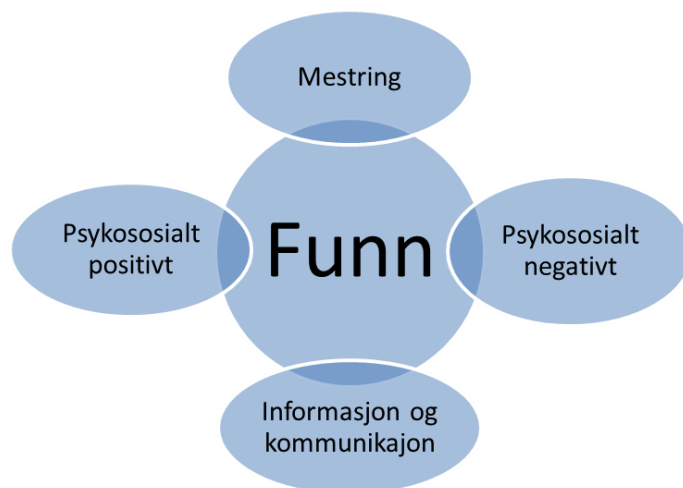 Mestring
Psykososialt
positivt
Funn
Psykososialt
negativt
Informasjon og
kommunikajon